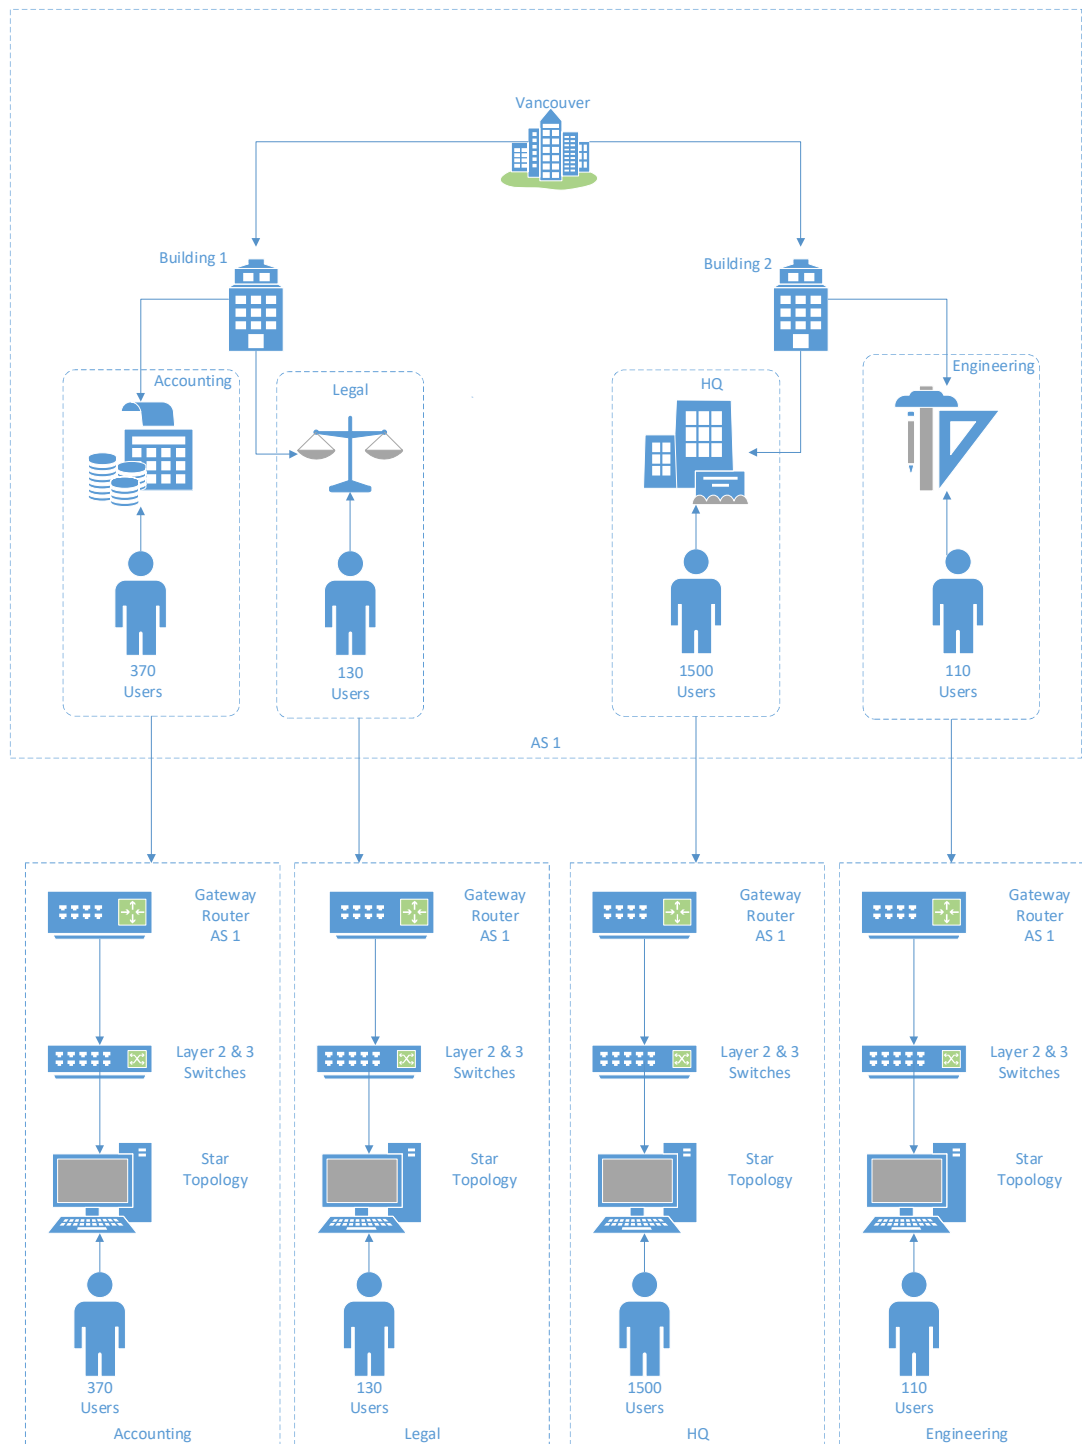 Vancouver
Building 1
Building 2
Accounting
Legal
HQ
Engineering
370
Users
130
Users
1500
Users
110
Users
AS 1
Gateway
Router
AS 1
Gateway
Router
AS 1
Gateway
Router
AS 1
Gateway
Router
AS 1
Layer 2 & 3
Switches
Layer 2 & 3
Switches
Layer 2 & 3
Switches
Layer 2 & 3
Switches
Star
Topology
Star
Topology
Star
Topology
Star
Topology
370
Users
130
Users
1500
Users
110
Users
Accounting
Legal
HQ
Engineering